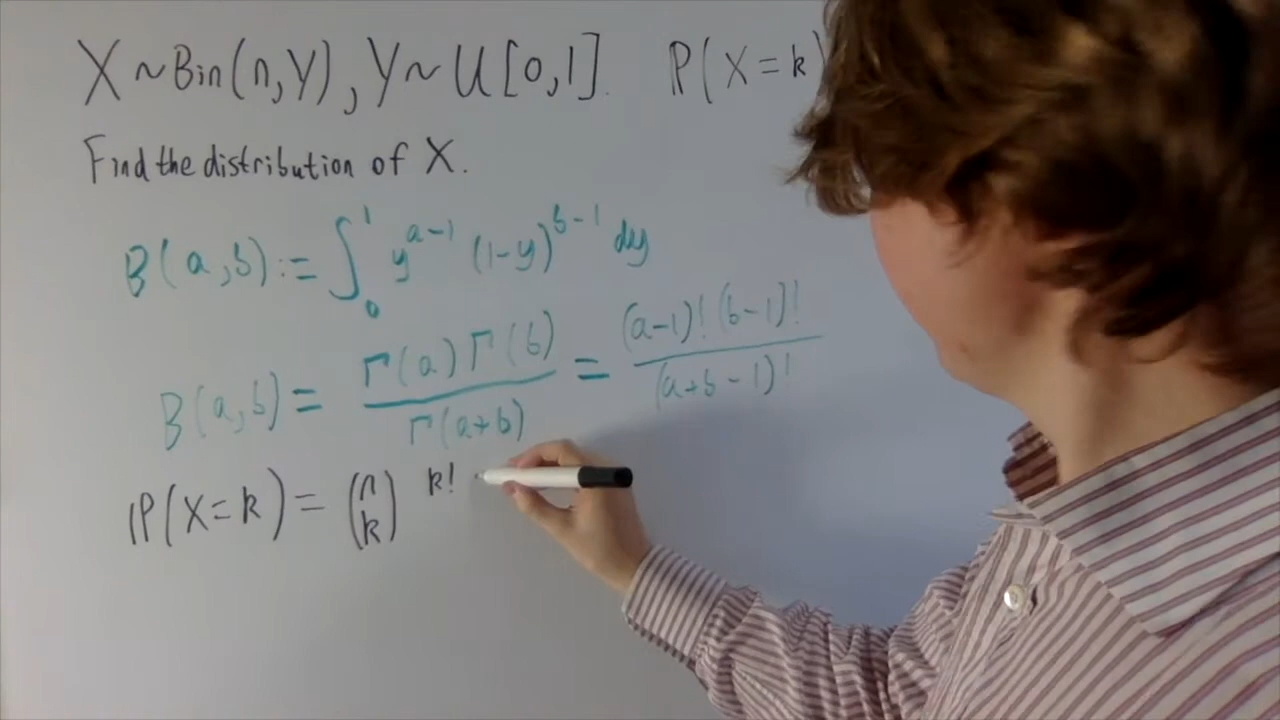 X ~ Bin(n,Y), Y ~ U[0,1]. P(X=k)
Find the distribution of X.
B(a,b) := ∫₀¹ y^{a-1} (1-y)^{b-1} dy
B(a,b) = Γ(a)Γ(b) / Γ(a+b) = (a-1)!(b-1)! / (a+b-1)!
ℙ(X=k) = (n k) k!